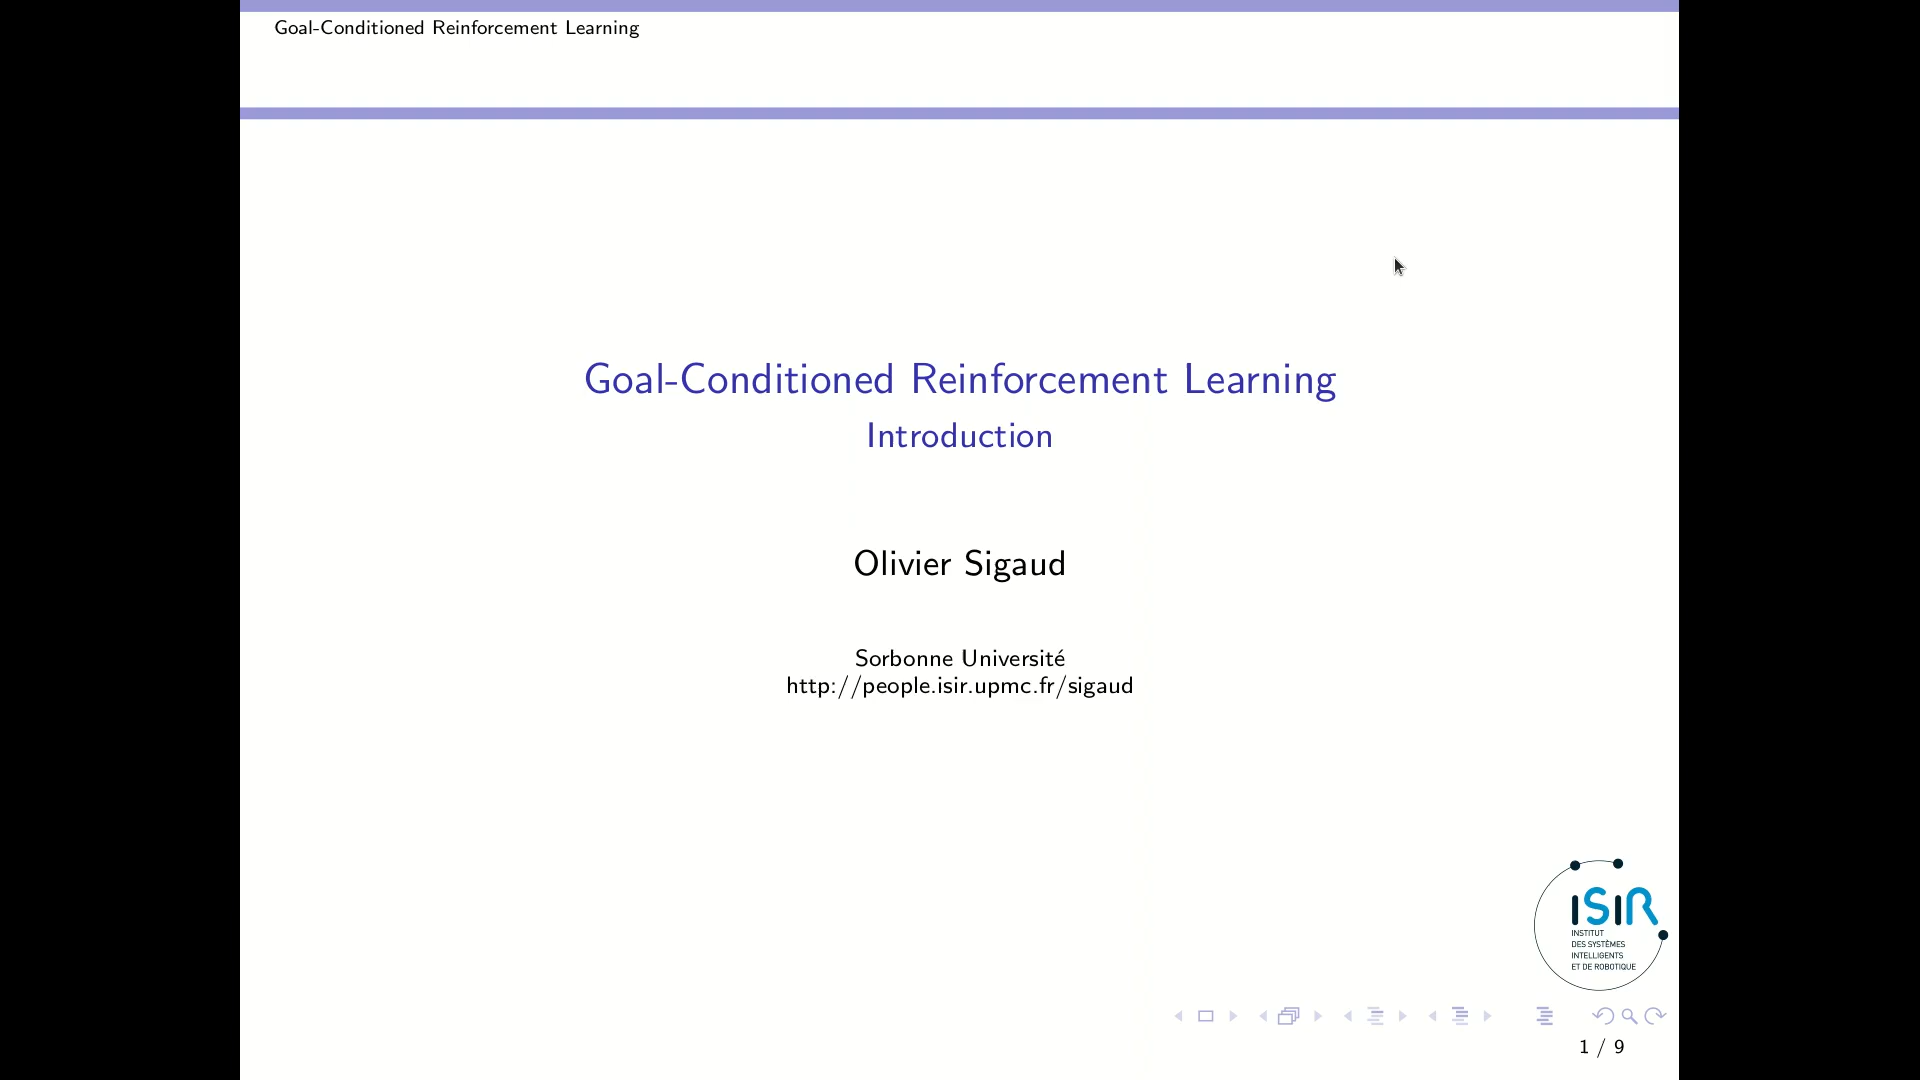 Goal-Conditioned Reinforcement Learning
Goal-Conditioned Reinforcement Learning
Introduction
Olivier Sigaud
Sorbonne Université
http://people.isir.upmc.fr/sigaud
ISIR
INSTITUT
DES SYSTÈMES
INTELLIGENTS
ET DE ROBOTIQUE
1 / 9